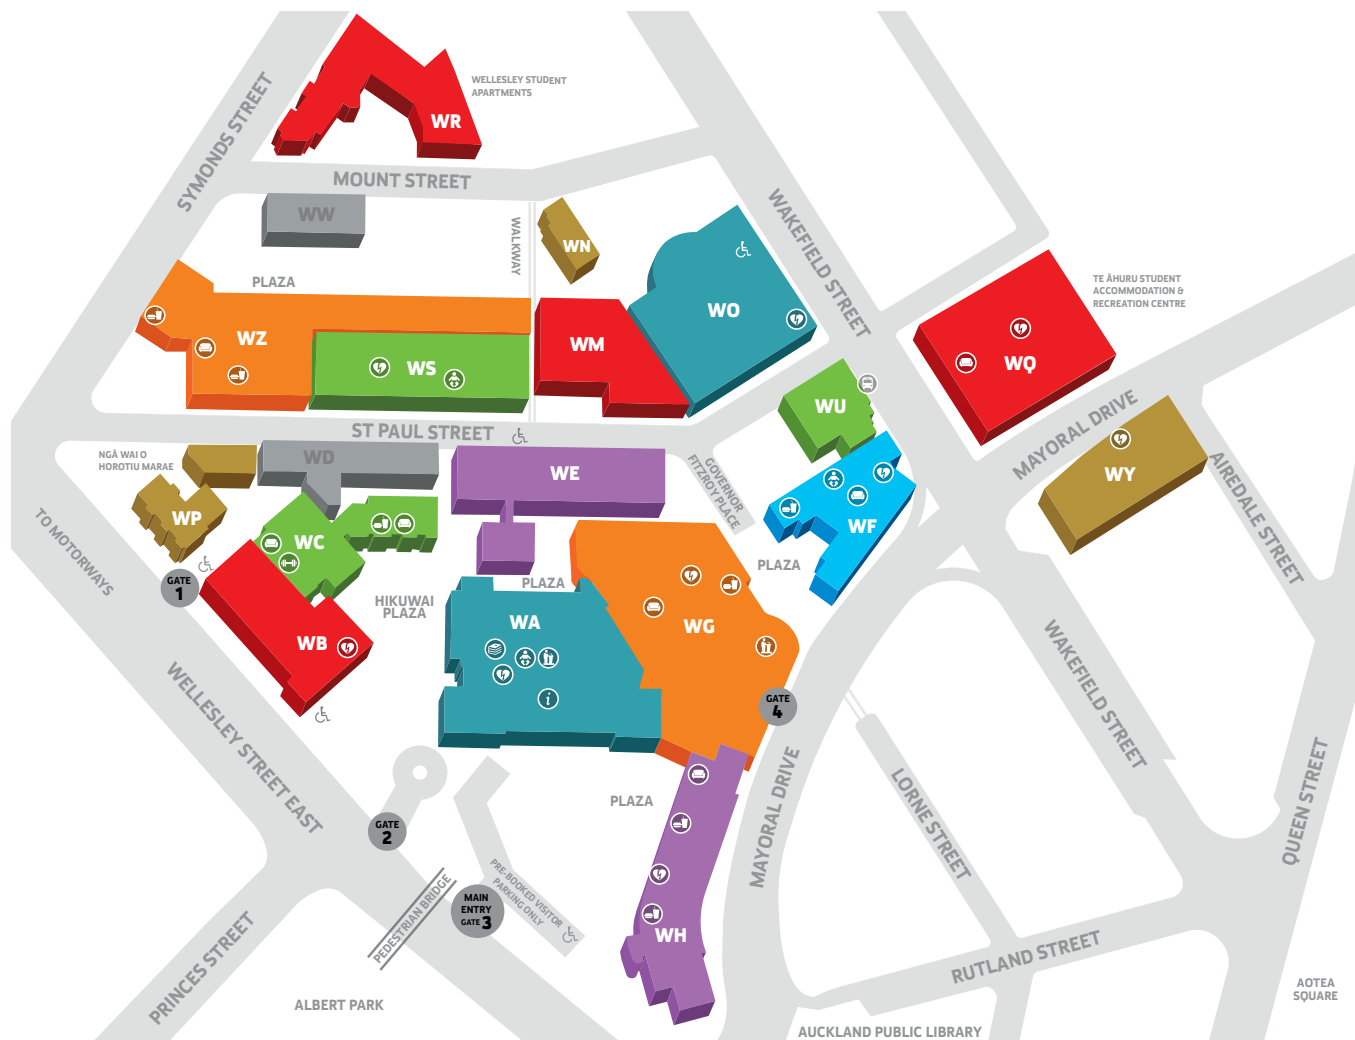 WELLESLEY STUDENT
APARTMENTS
WR
SYMONDS STREET
MOUNT STREET
WW
WALKWAY
WN
WAKEFIELD STREET
PLAZA
WO
TE ĀHURU STUDENT
ACCOMMODATION &
RECREATION CENTRE
WZ
WS
WM
WQ
WU
MAYORAL DRIVE
ST PAUL STREET
NGĀ WAI O
HOROTIU MARAE
WD
WE
GOVERNOR
FITZROY PLACE
WY
AIREDALE STREET
TO MOTORWAYS
WP
WC
WF
PLAZA
GATE
1
PLAZA
HIKUWAI
PLAZA
WB
WA
WG
WAKEFIELD STREET
GATE
4
WELLESLEY STREET EAST
PLAZA
MAYORAL DRIVE
LORNE STREET
QUEEN STREET
GATE
2
PRE-BOOKED VISITOR
PARKING ONLY
PEDESTRIAN BRIDGE
MAIN
ENTRY
GATE 3
WH
PRINCES STREET
RUTLAND STREET
ALBERT PARK
AOTEA
SQUARE
AUCKLAND PUBLIC LIBRARY
i